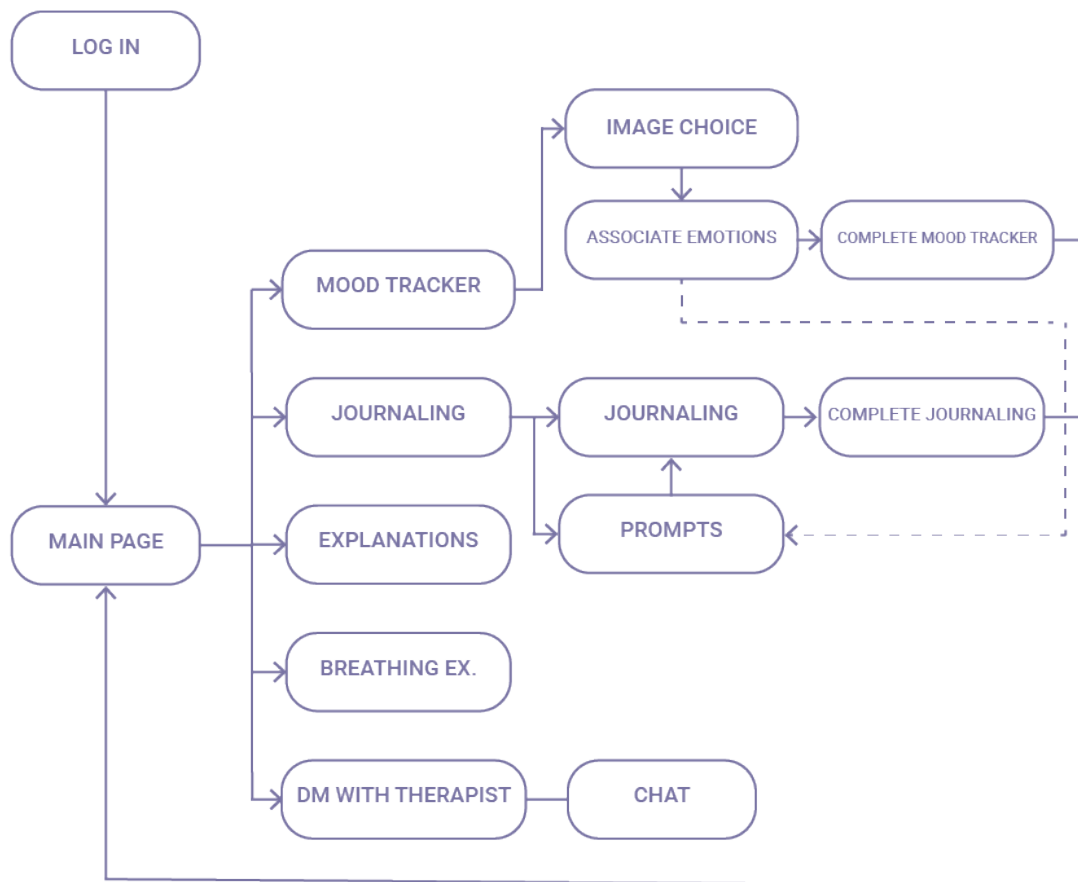 LOG IN
IMAGE CHOICE
ASSOCIATE EMOTIONS
COMPLETE MOOD TRACKER
MOOD TRACKER
JOURNALING
JOURNALING
COMPLETE JOURNALING
MAIN PAGE
EXPLANATIONS
PROMPTS
BREATHING EX.
DM WITH THERAPIST
CHAT